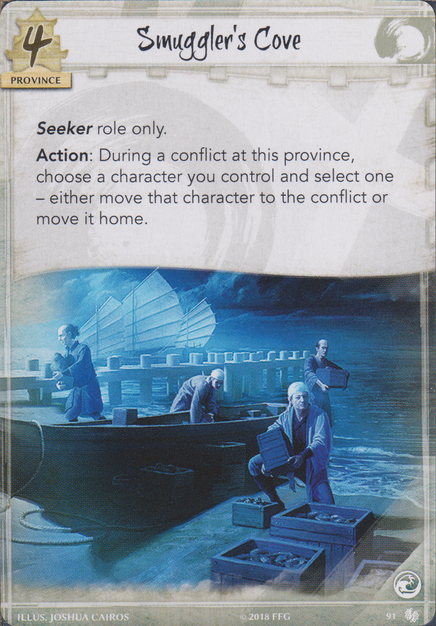 4
Smuggler's Cove
PROVINCE
Seeker role only.
Action: During a conflict at this province,
choose a character you control and select one
– either move that character to the conflict or
move it home.
ILLUS. JOSHUA CAIROS
© 2018 FFG
91